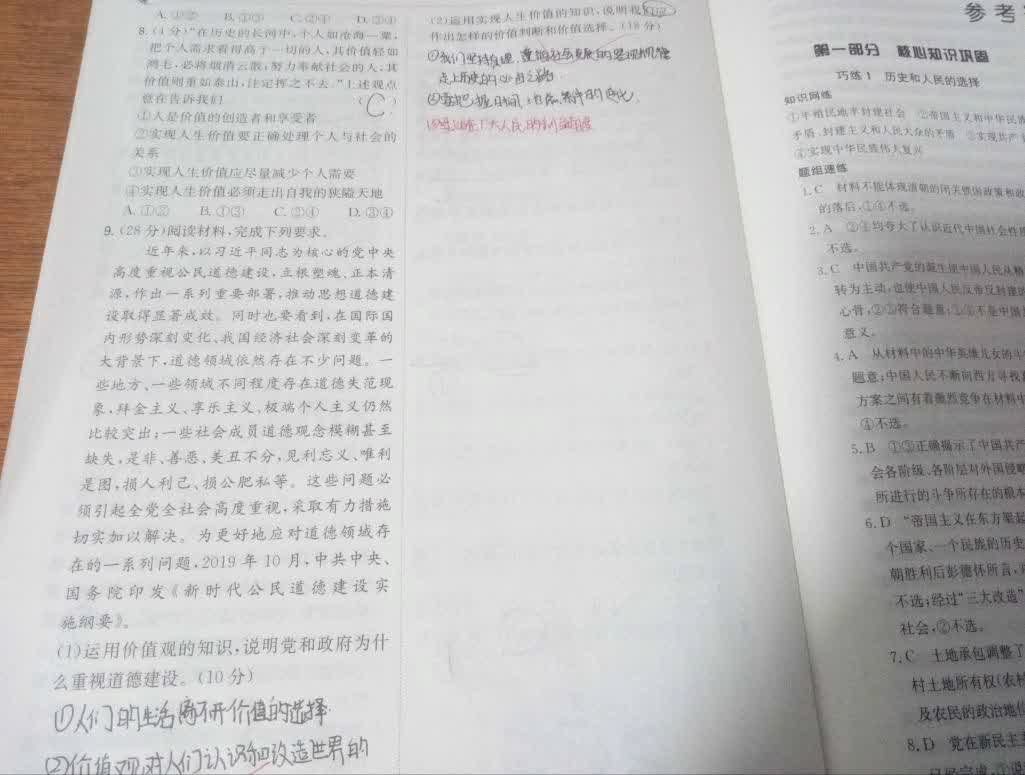 A.①② B.①③ C.②④ D.③④
8.(4分)“在历史的长河中,个人如沧海一粟,
把个人需求看得高于一切的人,其价值轻如
鸿毛,必将烟消云散;努力奉献社会的人,其
价值则重如泰山,注定挥之不去。”上述观点
意在告诉我们 ( C )
①人是价值的创造者和享受者
②实现人生价值要正确处理个人与社会的
关系
③实现人生价值应尽量减少个人需要
④实现人生价值必须走出自我的狭隘天地
A.①② B.①③ C.②④ D.③④
9.(28分)阅读材料,完成下列要求。
近年来,以习近平同志为核心的党中央
高度重视公民道德建设,立根塑魂、正本清
源,作出一系列重要部署,推动思想道德建
设取得显著成效。同时也要看到,在国际国
内形势深刻变化、我国经济社会深刻变革的
大背景下,道德领域依然存在不少问题。一
些地方、一些领域不同程度存在道德失范现
象,拜金主义、享乐主义、极端个人主义仍然
比较突出;一些社会成员道德观念模糊甚至
缺失,是非、善恶、美丑不分,见利忘义、唯利
是图,损人利己、损公肥私等。这些问题必
须引起全党全社会高度重视,采取有力措施
切实加以解决。为更好地应对道德领域存
在的一系列问题,2019年10月,中共中央、
国务院印发《新时代公民道德建设实
施纲要》。
(1)运用价值观的知识,说明党和政府为什
么重视道德建设。(10分)
①人们的生活离不开价值的选择
②价值观对人们认识和改造世界的
(2)运用实现人生价值的知识,说明我们应
作出怎样的价值判断和价值选择。(18分)
①我们坚持真理,遵循社会发展的客观规律
走上历史的
参考
第一部分 核心知识巩固
巧练1 历史和人民的选择
知识网络
①半殖民地半封建社会 ②帝国主义和中华民族
矛盾、封建主义和人民大众的矛盾 ③实现共产
④实现中华民族伟大复兴
题组速练
1.C 材料不能体现清朝的闭关锁国政策和政
的落后,①④不选。
2.A ②④均夸大了认识近代中国社会性质
不选。
3.C 中国共产党的诞生使中国人民从精
转为主动,也使中国人民反帝反封建的
心骨,②③符合题意;①④不是中国
意义。
4.A 从材料中的中华英雄儿女的斗
题意;中国人民不断向西方寻找
方案之间有着激烈竞争在材料中
④不选。
5.B ①③正确揭示了中国共产
会各阶级、各阶层对外国侵略
所进行的斗争所存在的根本
6.D “帝国主义在东方架起
个国家、一个民族的历史
朝胜利后彭德怀所言,
不选;经过“三大改造”
社会,②不选。
7.C 土地承包调整了
村土地所有权(农村
及农民的政治地位
8.D 党在新民主主